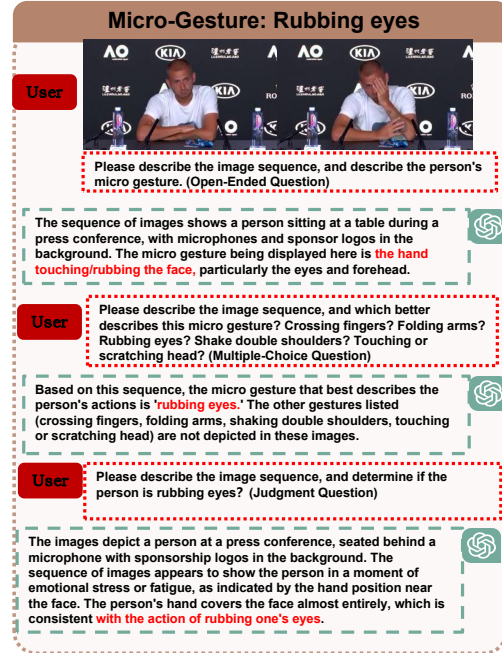 Micro-Gesture: Rubbing eyes
User
AO KIA KIA
KIA AO KIA AO RO
Please describe the image sequence, and describe the person's
micro gesture. (Open-Ended Question)
The sequence of images shows a person sitting at a table during a
press conference, with microphones and sponsor logos in the
background. The micro gesture being displayed here is the hand
touching/rubbing the face, particularly the eyes and forehead.
User
Please describe the image sequence, and which better
describes this micro gesture? Crossing fingers? Folding arms?
Rubbing eyes? Shake double shoulders? Touching or
scratching head? (Multiple-Choice Question)
Based on this sequence, the micro gesture that best describes the
person's actions is 'rubbing eyes.' The other gestures listed
(crossing fingers, folding arms, shaking double shoulders, touching
or scratching head) are not depicted in these images.
User
Please describe the image sequence, and determine if the
person is rubbing eyes? (Judgment Question)
The images depict a person at a press conference, seated behind a
microphone with sponsorship logos in the background. The
sequence of images appears to show the person in a moment of
emotional stress or fatigue, as indicated by the hand position near
the face. The person's hand covers the face almost entirely, which is
consistent with the action of rubbing one's eyes.